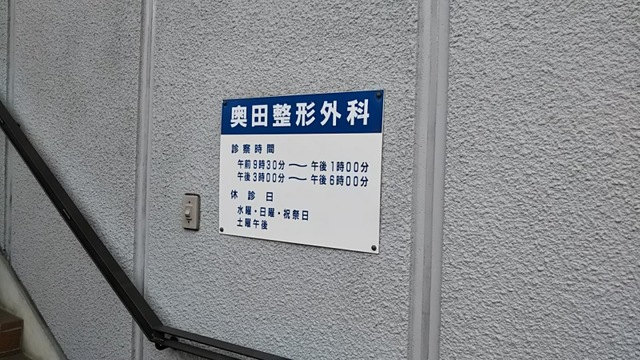 奥田整形外科
診察時間
午前9時30分～午後1時00分
午後3時00分～午後6時00分
休診日
水曜・日曜・祝祭日
土曜午後